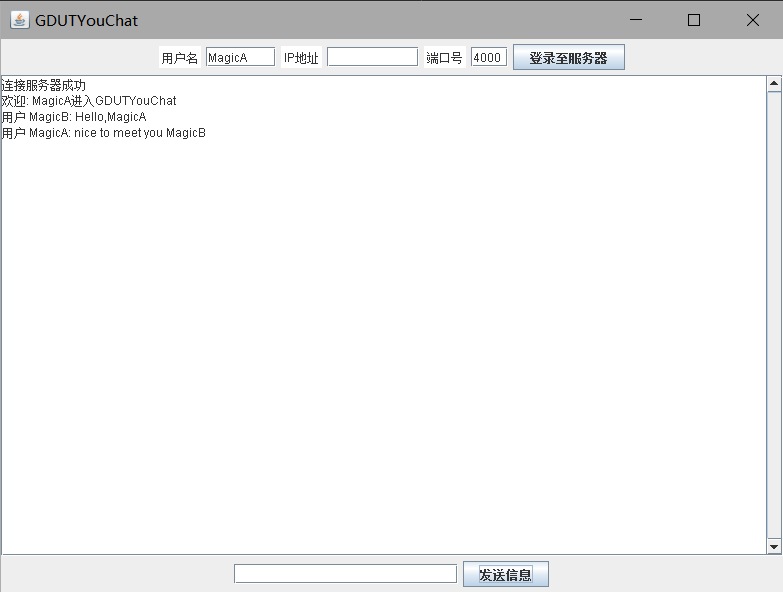 GDUTYouChat
用户名 MagicA IP地址 端口号 4000 登录至服务器
连接服务器成功
欢迎: MagicA进入GDUTYouChat
用户 MagicB: Hello,MagicA
用户 MagicA: nice to meet you MagicB
发送信息